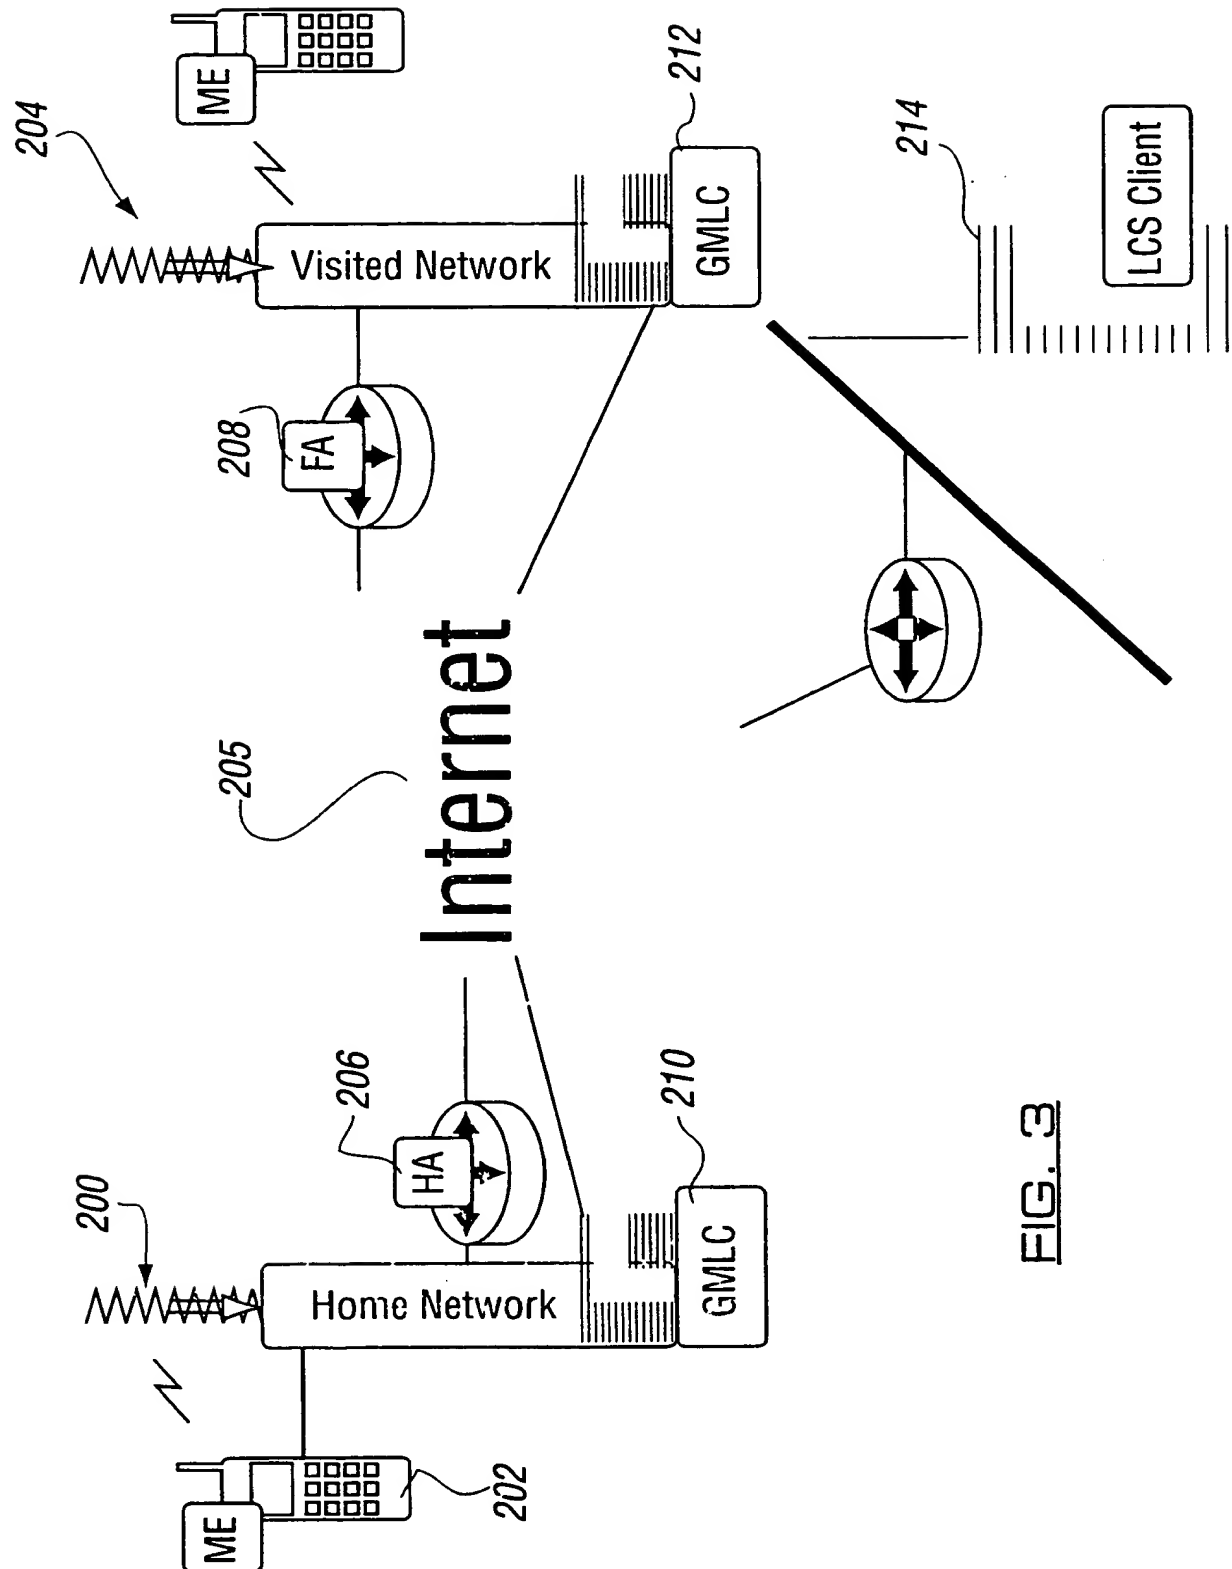 200
204
ME
202
Home Network
HA
206
GMLC
210
205
Internet
208
FA
Visited Network
ME
GMLC
212
214
LCS Client
FIG. 3